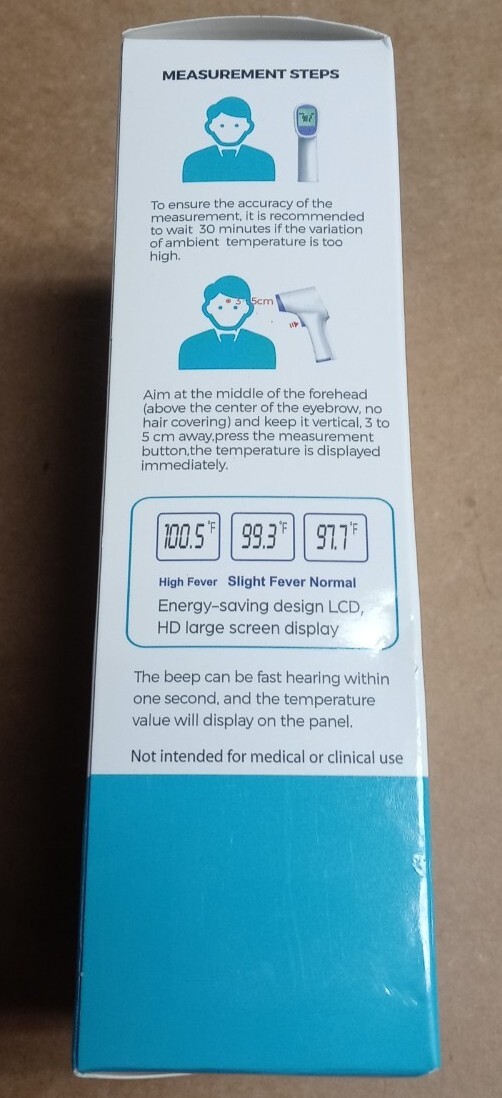 MEASUREMENT STEPS
To ensure the accuracy of the
measurement, it is recommended
to wait 30 minutes if the variation
of ambient temperature is too
high.
5cm
Aim at the middle of the forehead
(above the center of the eyebrow, no
hair covering) and keep it vertical, 3 to
5 cm away,press the measurement
button,the temperature is displayed
immediately.
100.5°F 99.3°F 97.7°F
High Fever Slight Fever Normal
Energy-saving design LCD,
HD large screen display
The beep can be fast hearing within
one second, and the temperature
value will display on the panel.
Not intended for medical or clinical use